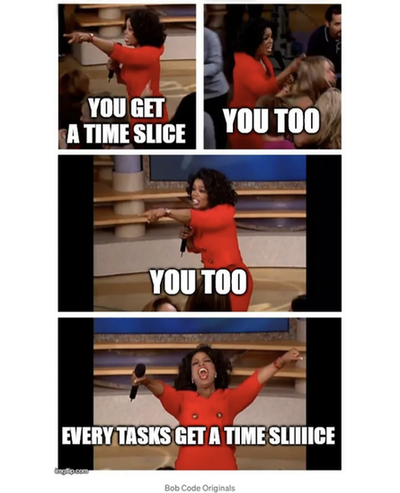 YOU GET
A TIME SLICE
YOU TOO
YOU TOO
EVERY TASKS GET A TIME SLIIIICE
imgflip.com
Bob Code Originals